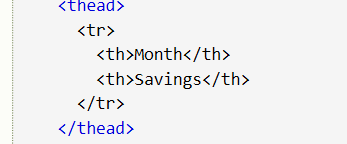 <thead>
<tr>
<th>Month</th>
<th>Savings</th>
</tr>
</thead>